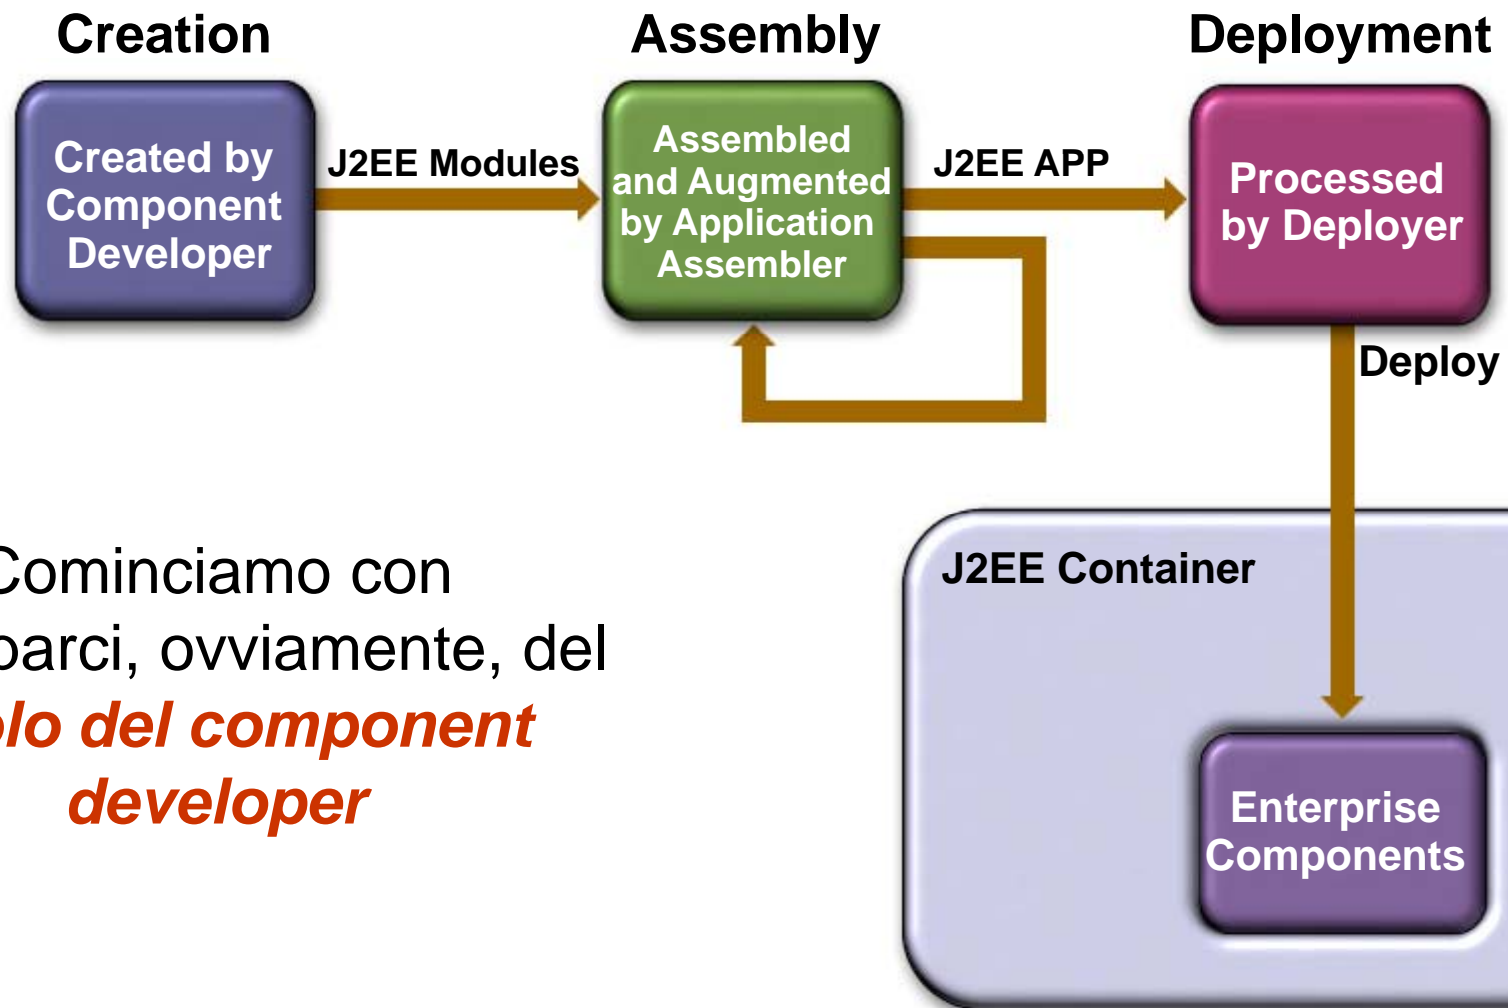 Creation
Assembly
Deployment
Created by
Component
Developer
J2EE Modules
Assembled
and Augmented
by Application
Assembler
J2EE APP
Processed
by Deployer
Deploy
Cominciamo con
parci, ovviamente, del
olo del component
developer
J2EE Container
Enterprise
Components